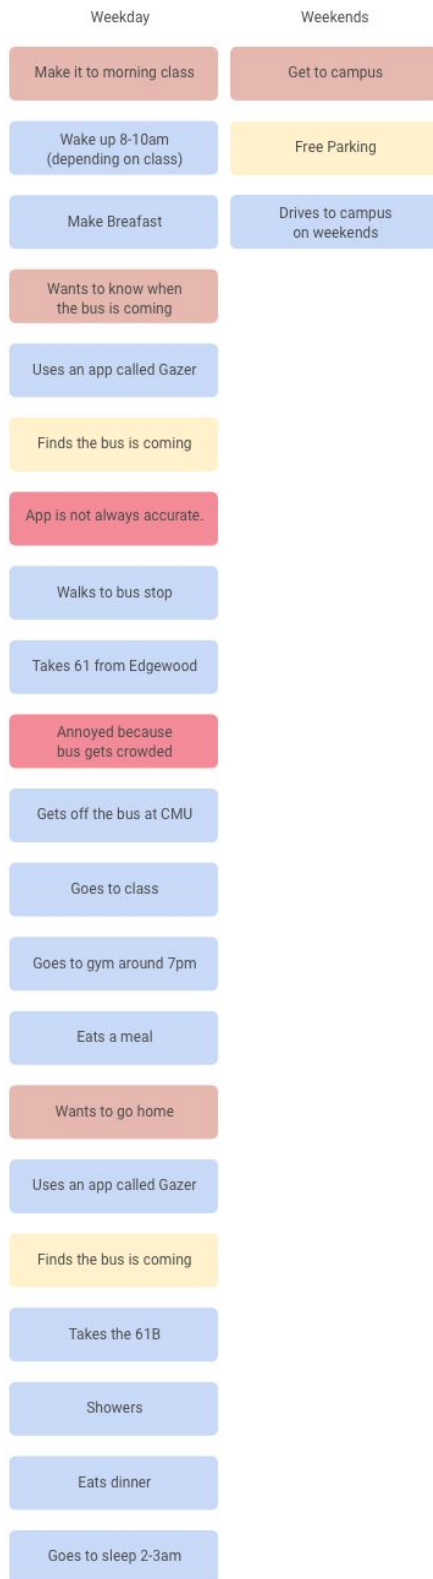 Weekday
Weekends
Make it to morning class
Get to campus
Wake up 8-10am
(depending on class)
Free Parking
Make Breafast
Drives to campus
on weekends
Wants to know when
the bus is coming
Uses an app called Gazer
Finds the bus is coming
App is not always accurate.
Walks to bus stop
Takes 61 from Edgewood
Annoyed because
bus gets crowded
Gets off the bus at CMU
Goes to class
Goes to gym around 7pm
Eats a meal
Wants to go home
Uses an app called Gazer
Finds the bus is coming
Takes the 61B
Showers
Eats dinner
Goes to sleep 2-3am